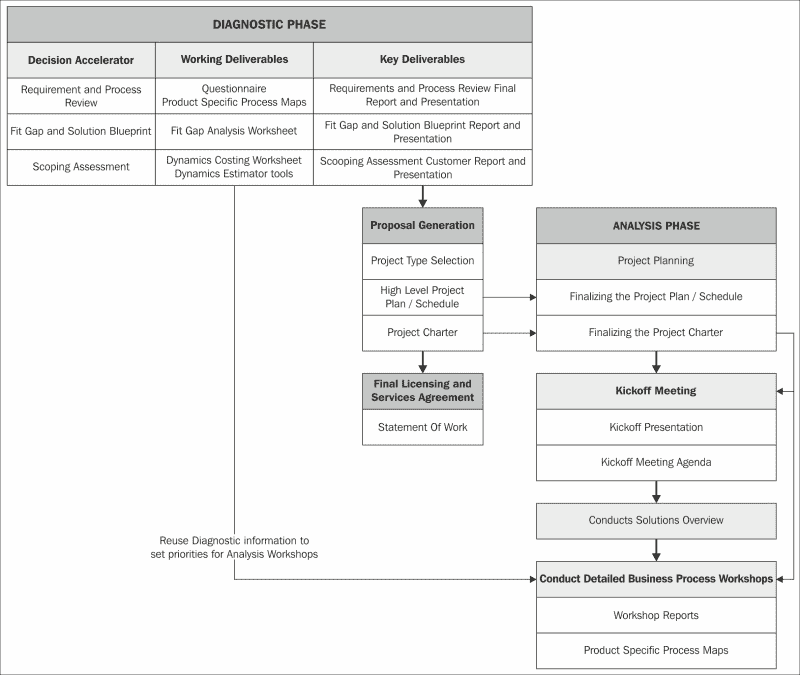 DIAGNOSTIC PHASE
Decision Accelerator
Working Deliverables
Key Deliverables
Requirement and Process
Review
Questionnaire
Product Specific Process Maps
Requirements and Process Review Final
Report and Presentation
Fit Gap and Solution Blueprint
Fit Gap Analysis Worksheet
Fit Gap and Solution Blueprint Report and
Presentation
Scoping Assessment
Dynamics Costing Worksheet
Dynamics Estimator tools
Scooping Assessment Customer Report and
Presentation
Proposal Generation
Project Type Selection
High Level Project
Plan / Schedule
Project Charter
Final Licensing and
Services Agreement
Statement Of Work
ANALYSIS PHASE
Project Planning
Finalizing the Project Plan / Schedule
Finalizing the Project Charter
Kickoff Meeting
Kickoff Presentation
Kickoff Meeting Agenda
Conducts Solutions Overview
Reuse Diagnostic information to
set priorities for Analysis Workshops
Conduct Detailed Business Process Workshops
Workshop Reports
Product Specific Process Maps